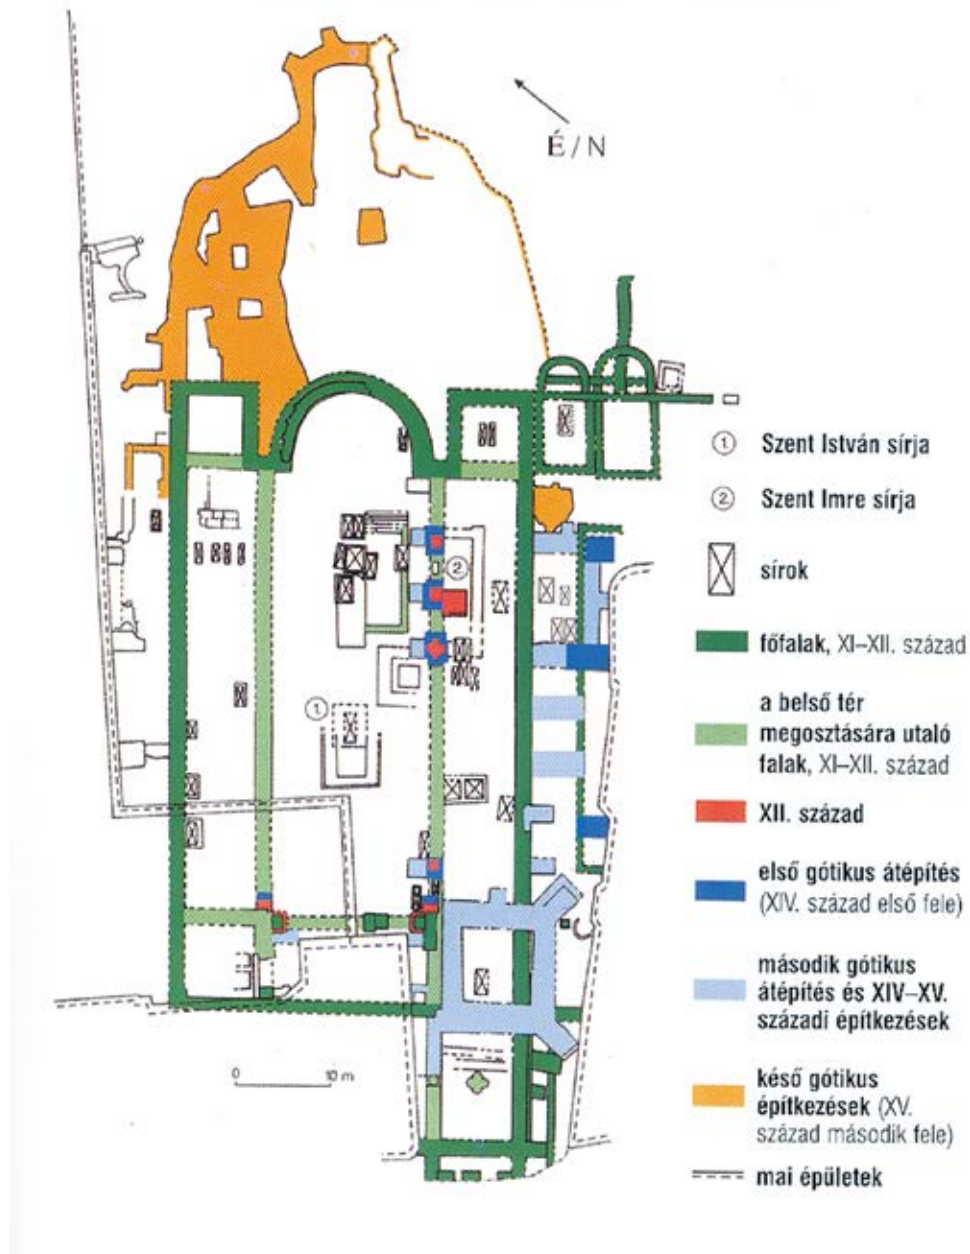 É / N
1. Szent István sírja
2. Szent Imre sírja
sírok
főfalak, XI–XII. század
a belső tér
megosztására utaló
falak, XI–XII. század
XII. század
első gótikus átépítés
(XIV. század első fele)
második gótikus
átépítés és XIV–XV.
századi építkezések
késő gótikus
építkezések (XV.
század második fele)
mai épületek
2.
1.
0 10 m